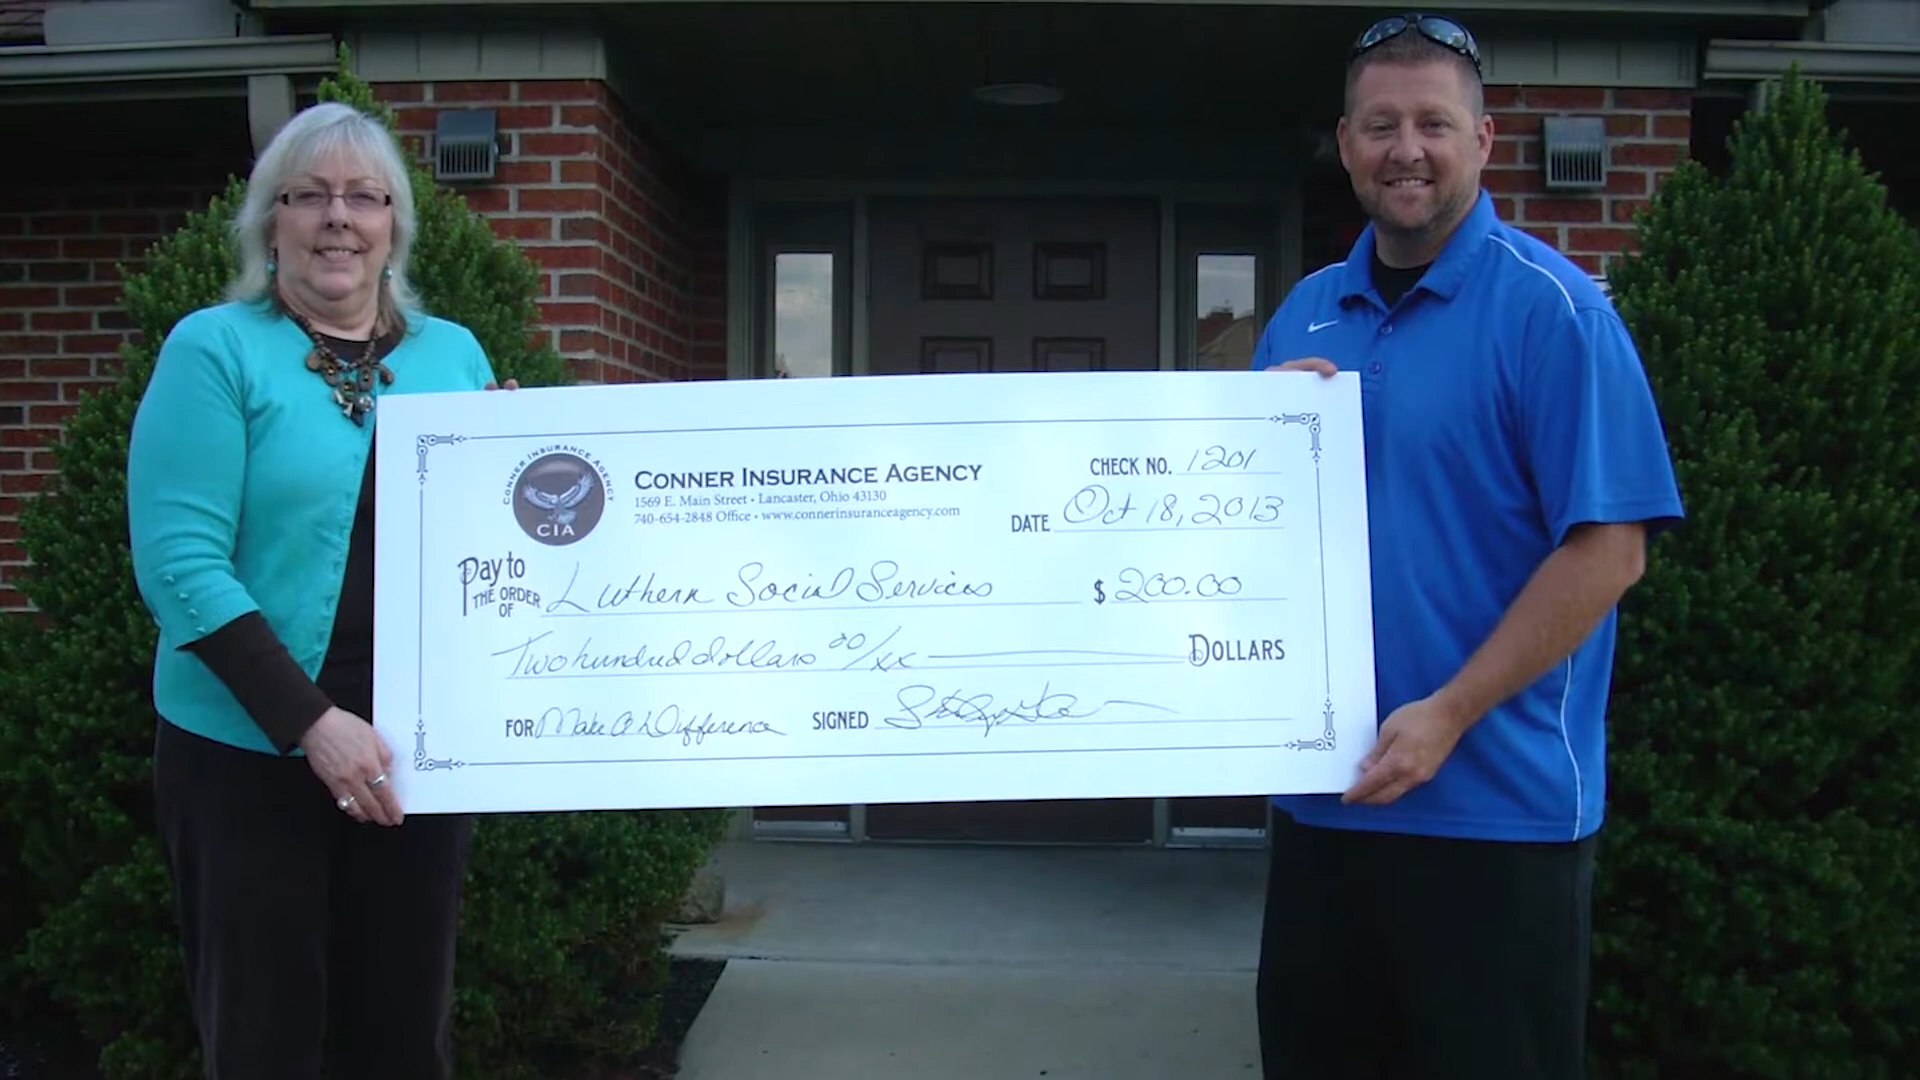 CONNER INSURANCE AGENCY
CIA
CONNER INSURANCE AGENCY
1569 E. Main Street • Lancaster, Ohio 43130
740-654-2848 Office • www.connerinsuranceagency.com
CHECK NO. 1201
DATE Oct 18, 2013
Pay to THE ORDER OF Luthern Social Services $ 200.00
Two hundred dollars 00/xx DOLLARS
FOR Make A Difference SIGNED